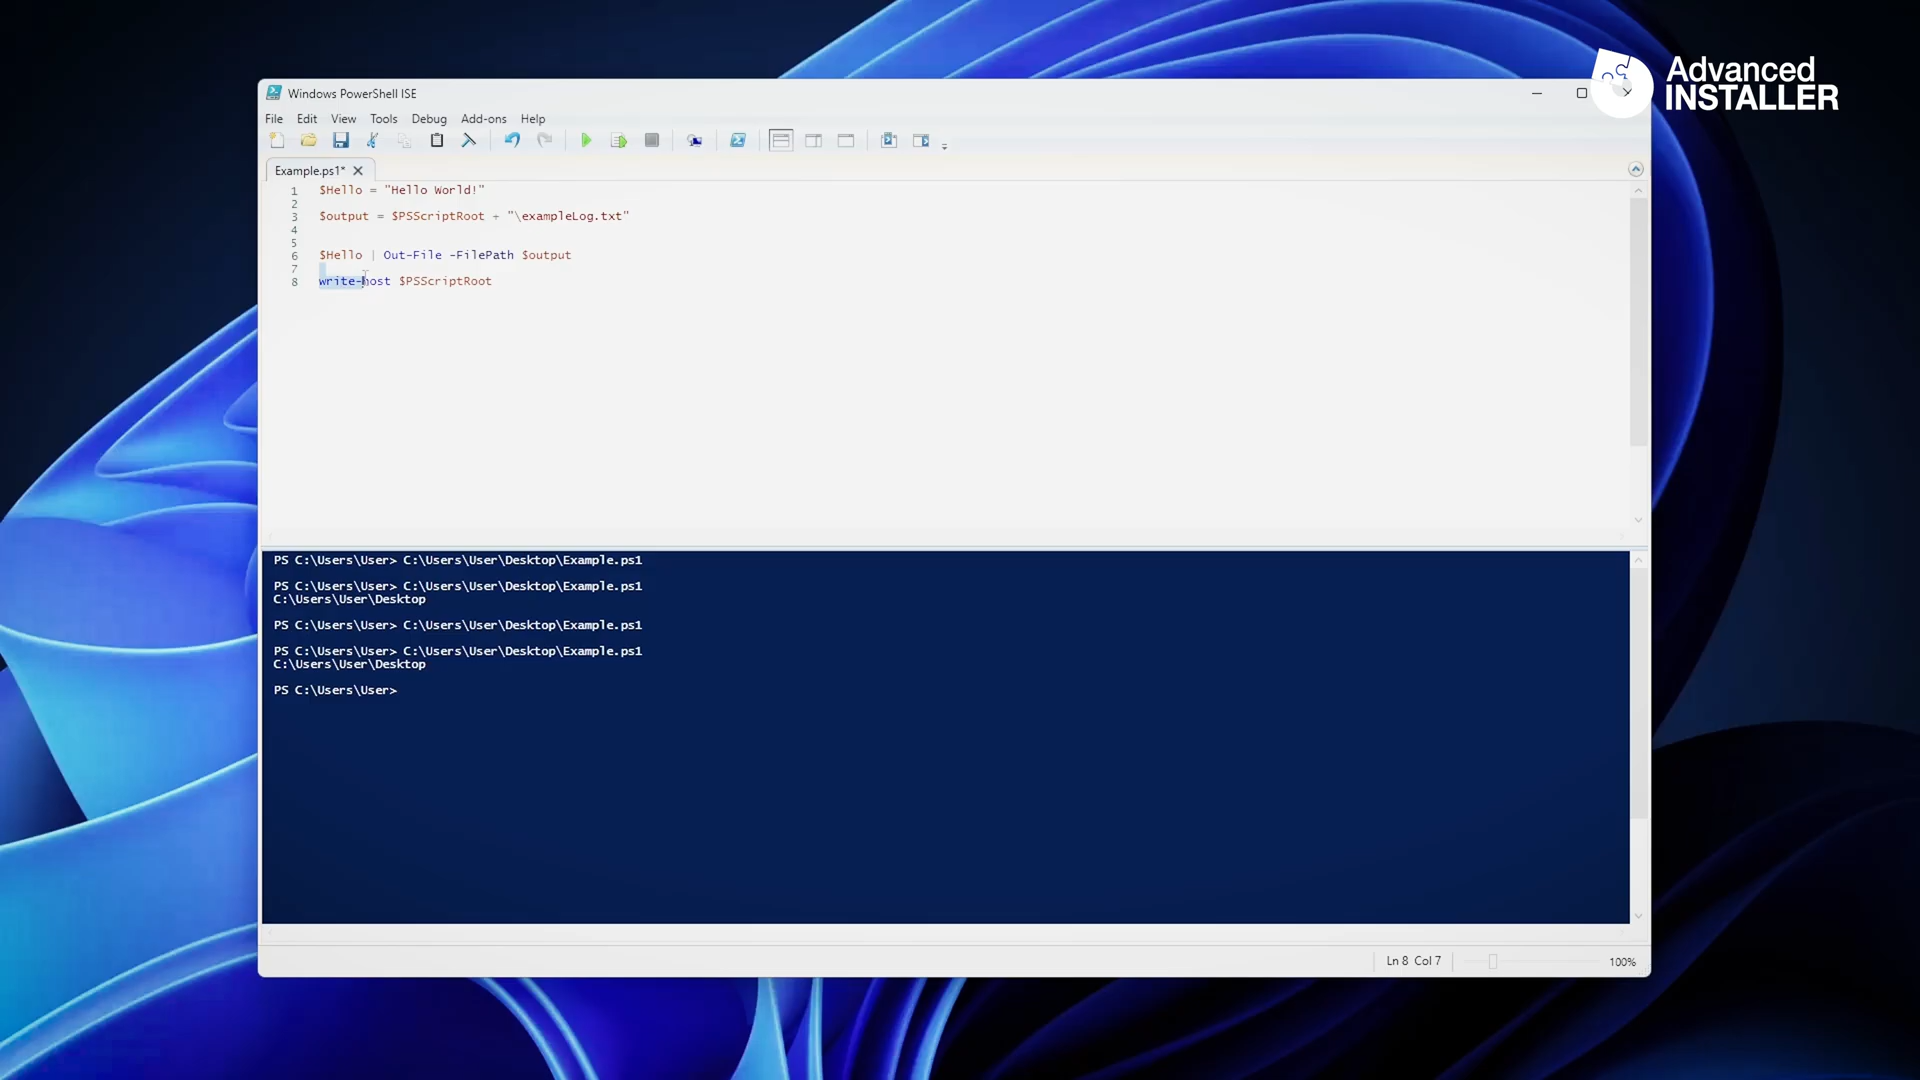 Advanced
INSTALLER
Windows PowerShell ISE
File Edit View Tools Debug Add-ons Help
Example.ps1*
1 $Hello = "Hello World!"
2
3 $output = $PSScriptRoot + "\exampleLog.txt"
4
5
6 $Hello | Out-File -FilePath $output
7
8 write-host $PSScriptRoot
PS C:\Users\User> C:\Users\User\Desktop\Example.ps1
PS C:\Users\User> C:\Users\User\Desktop\Example.ps1
C:\Users\User\Desktop
PS C:\Users\User> C:\Users\User\Desktop\Example.ps1
PS C:\Users\User> C:\Users\User\Desktop\Example.ps1
C:\Users\User\Desktop
PS C:\Users\User>
Ln 8 Col 7 100%